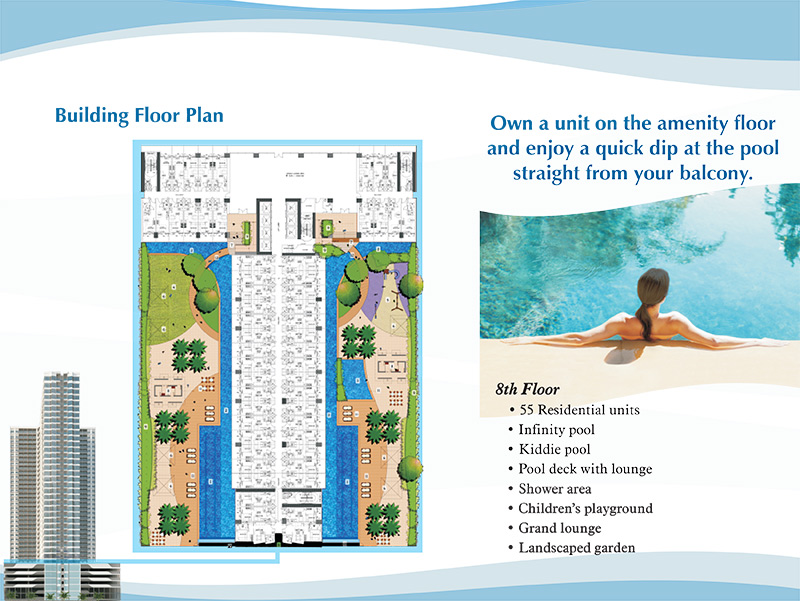 Building Floor Plan
Own a unit on the amenity floor
and enjoy a quick dip at the pool
straight from your balcony.
8th Floor
• 55 Residential units
• Infinity pool
• Kiddie pool
• Pool deck with lounge
• Shower area
• Children's playground
• Grand lounge
• Landscaped garden